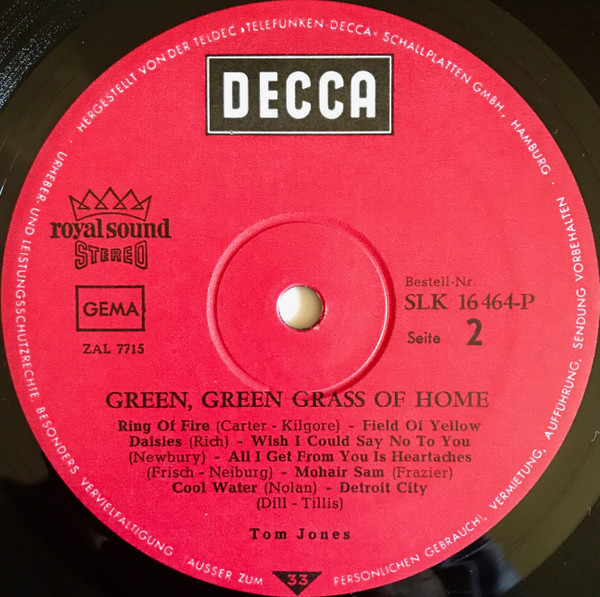 · HERGESTELLT VON DER TELDEC »TELEFUNKEN-DECCA« SCHALLPLATTEN GMBH, HAMBURG ·
DECCA
royal sound
STEREO
GEMA
ZAL 7715
Bestell-Nr.
SLK 16 464-P
Seite 2
GREEN, GREEN GRASS OF HOME
Ring Of Fire (Carter - Kilgore) - Field Of Yellow
Daisies (Rich) - Wish I Could Say No To You
(Newbury) - All I Get From You Is Heartaches
(Frisch - Neiburg) - Mohair Sam (Frazier)
Cool Water (Nolan) - Detroit City
(Dill - Tillis)
Tom Jones
33
URHEBER- UND LEISTUNGSSCHUTZRECHTE, BESONDERS VERVIELFÄLTIGUNG (AUSSER ZUM PERSÖNLICHEN GEBRAUCH), VERMIETUNG, AUFFÜHRUNG, SENDUNG VORBEHALTEN ·